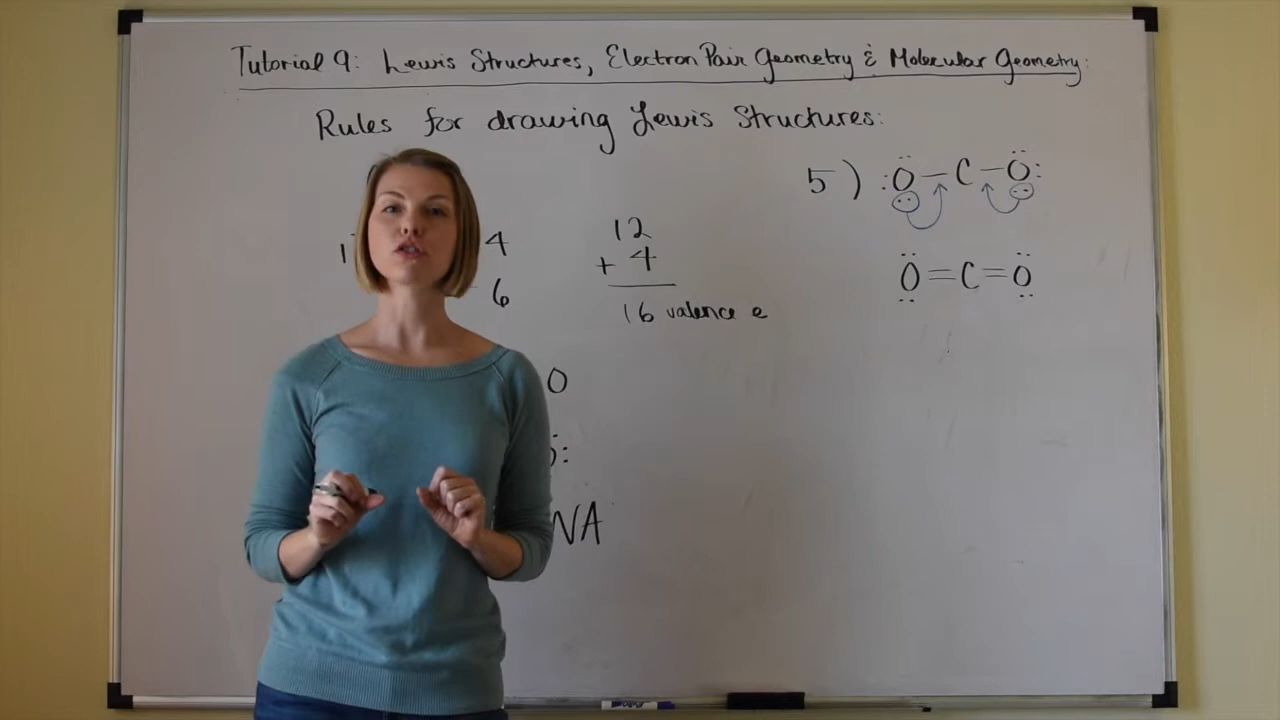 Tutorial 9: Lewis Structures, Electron Pair Geometry & Molecular Geometry:
Rules for drawing Lewis Structures:
1
4
6
12
+ 4
16 valence e
O
:
NA
5) :Ö–C–Ö:
Ö=C=Ö